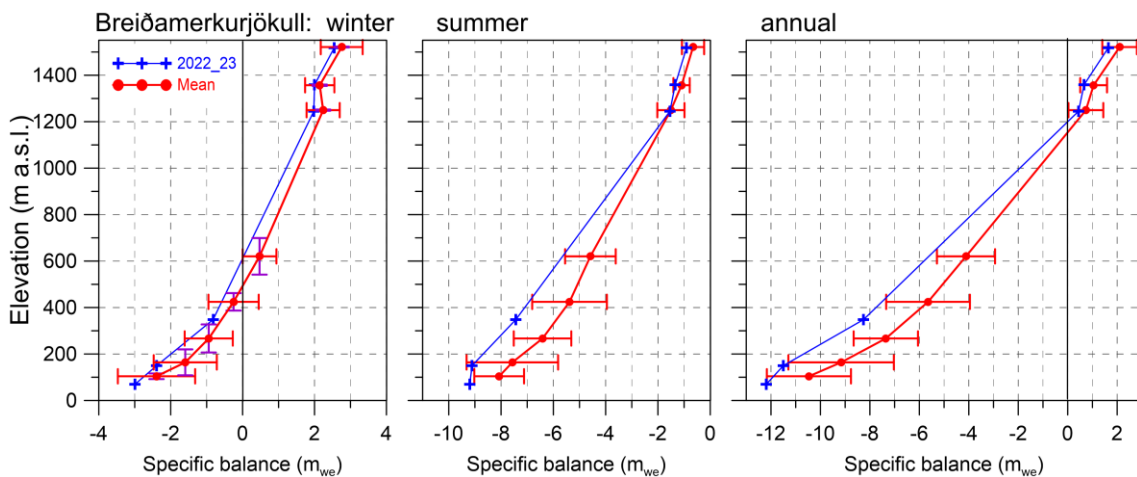 Breiðamerkurjökull: winter
summer
annual
2022_23
Mean
Elevation (m a.s.l.)
1400
1200
1000
800
600
400
200
0
-4 -2 0 2 4
-10 -8 -6 -4 -2 0
-12 -10 -8 -6 -4 -2 0 2
Specific balance (mwe)
Specific balance (mwe)
Specific balance (mwe)